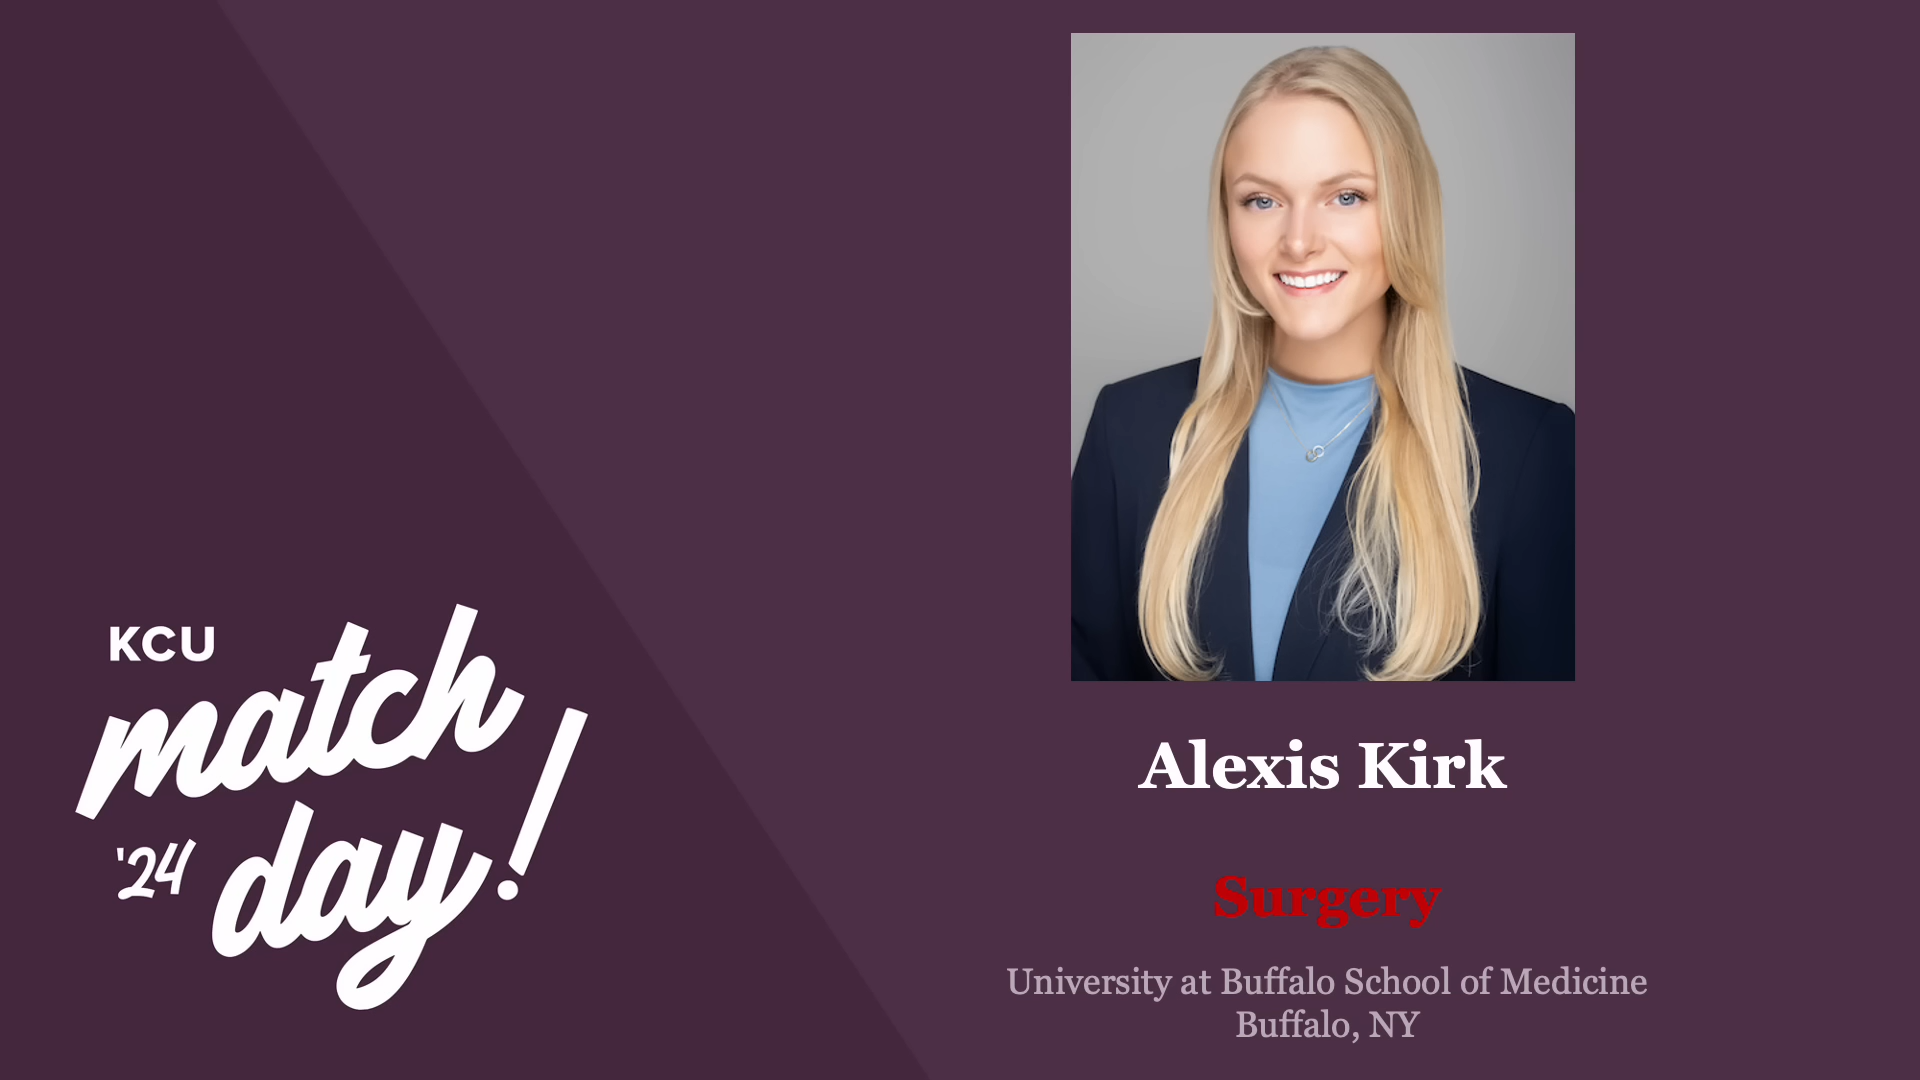 KCU
match
'24 day!
Alexis Kirk
Surgery
University at Buffalo School of Medicine
Buffalo, NY